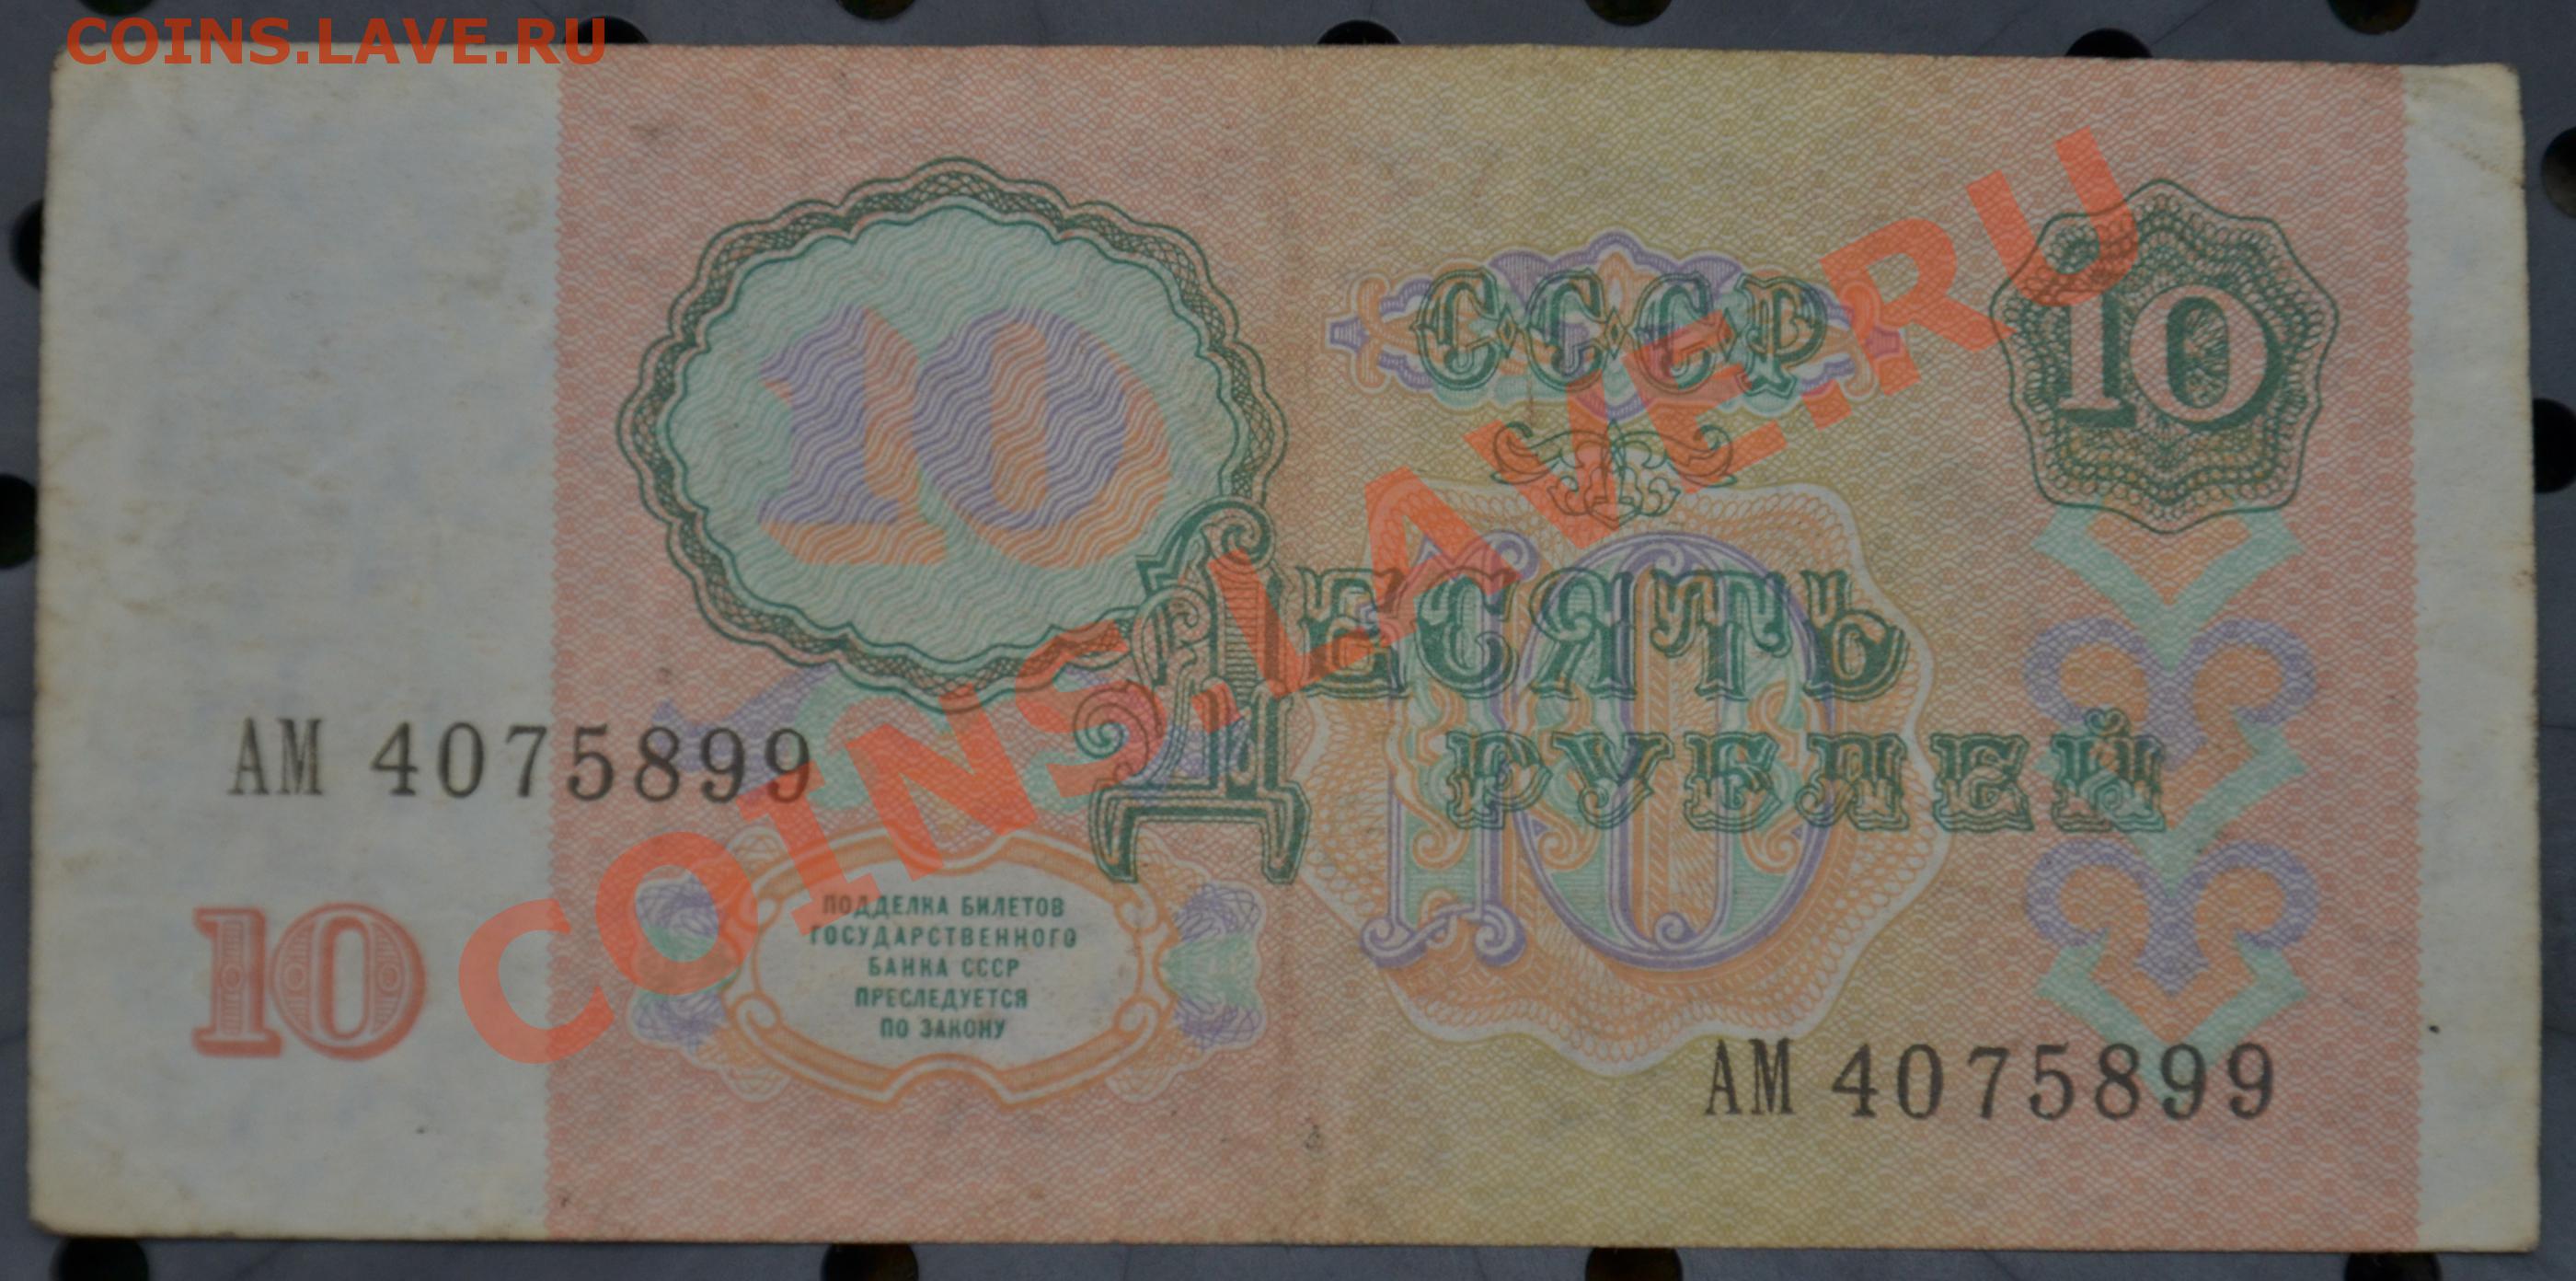 COINS.LAVE.RU
СССР
10
10
ДЕСЯТЬ
РУБЛЕЙ
10
АМ 4075899
10
ПОДДЕЛКА БИЛЕТОВ
ГОСУДАРСТВЕННОГО
БАНКА СССР
ПРЕСЛЕДУЕТСЯ
ПО ЗАКОНУ
АМ 4075899
COINS.LAVE.RU